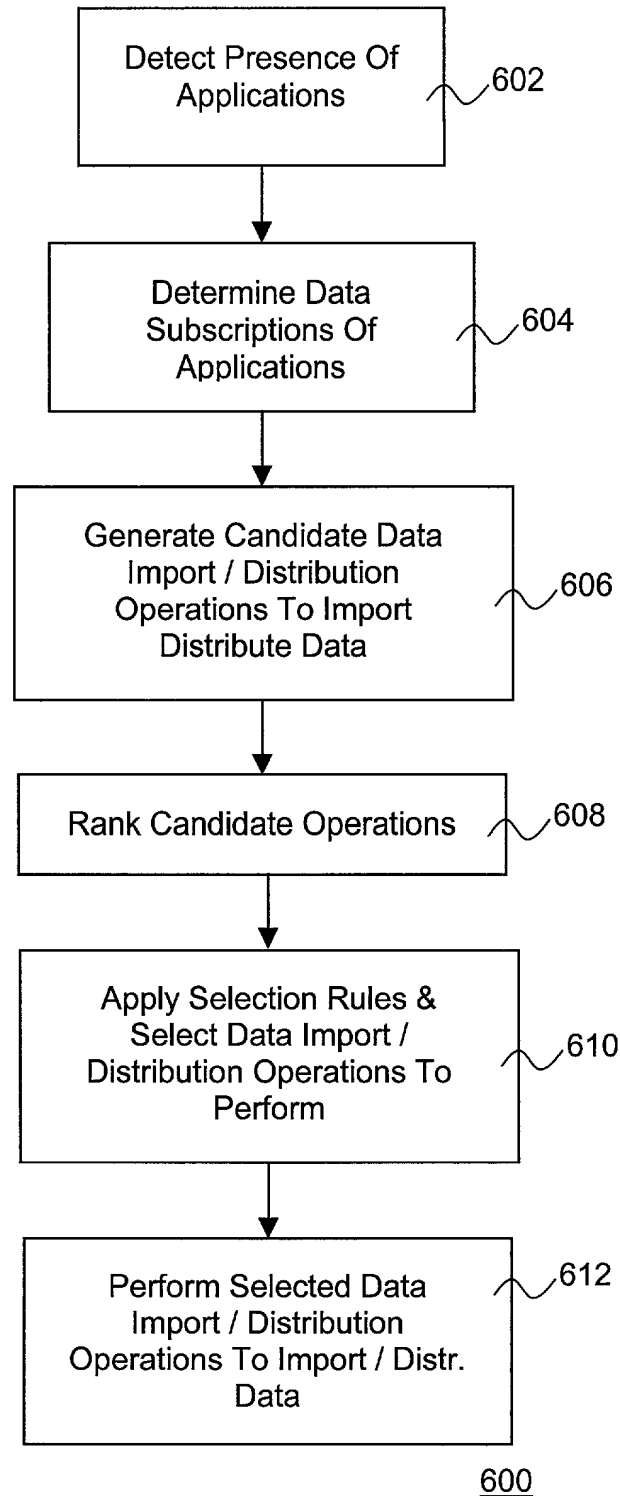 Detect Presence Of
Applications
602
Determine Data
Subscriptions Of
Applications
604
Generate Candidate Data
Import / Distribution
Operations To Import
Distribute Data
606
Rank Candidate Operations
608
Apply Selection Rules &
Select Data Import /
Distribution Operations To
Perform
610
Perform Selected Data
Import / Distribution
Operations To Import / Distr.
Data
612
600